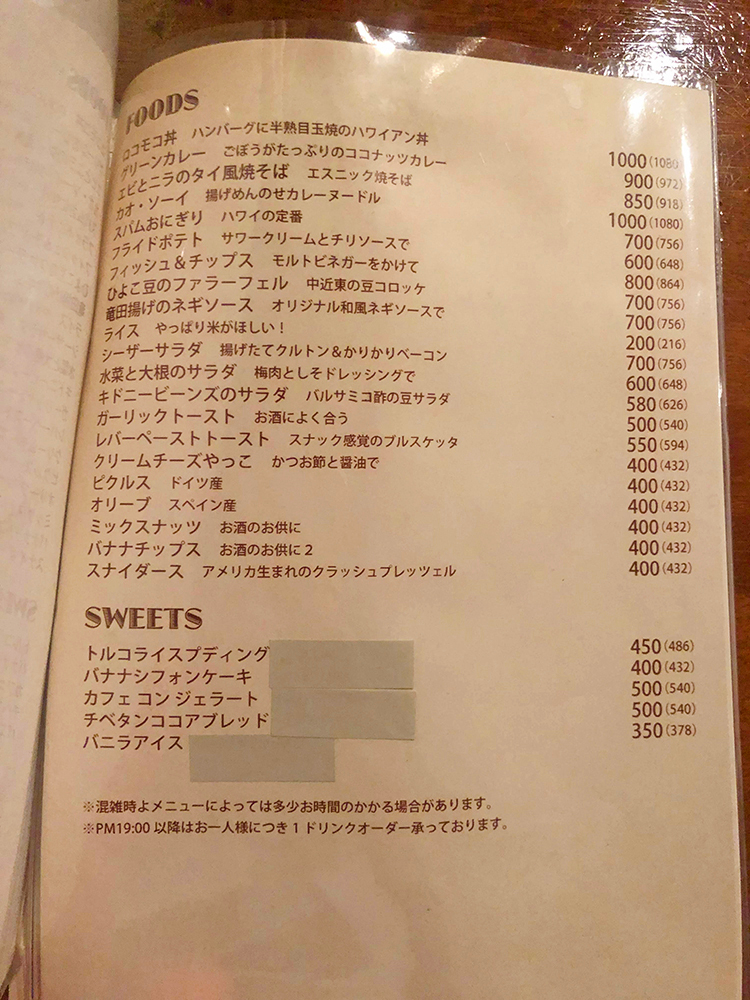 FOODS
ロコモコ丼 ハンバーグに半熟目玉焼のハワイアン丼 1000(1080)
グリーンカレー ごぼうがたっぷりのココナッツカレー 900(972)
エビとニラのタイ風焼そば エスニック焼そば 850(918)
カオ・ソーイ 揚げめんのせカレーヌードル 1000(1080)
スパムおにぎり ハワイの定番 700(756)
フライドポテト サワークリームとチリソースで 600(648)
フィッシュ&チップス モルトビネガーをかけて 800(864)
ひよこ豆のファラーフェル 中近東の豆コロッケ 700(756)
竜田揚げのネギソース オリジナル和風ネギソースで 700(756)
ライス やっぱり米がほしい! 200(216)
シーザーサラダ 揚げたてクルトン&かりかりベーコン 700(756)
水菜と大根のサラダ 梅肉としそドレッシングで 600(648)
キドニービーンズのサラダ バルサミコ酢の豆サラダ 580(626)
ガーリックトースト お酒によく合う 500(540)
レバーペーストトースト スナック感覚のブルスケッタ 550(594)
クリームチーズやっこ かつお節と醤油で 400(432)
ピクルス ドイツ産 400(432)
オリーブ スペイン産 400(432)
ミックスナッツ お酒のお供に 400(432)
バナナチップス お酒のお供に2 400(432)
スナイダース アメリカ生まれのクラッシュプレッツェル 400(432)
SWEETS
トルコライスプディング 450(486)
バナナシフォンケーキ 400(432)
カフェ コン ジェラート 500(540)
チベタンココアブレッド 500(540)
バニラアイス 350(378)
※混雑時よメニューによっては多少お時間のかかる場合があります。
※PM19:00 以降はお一人様につき1ドリンクオーダー承っております。